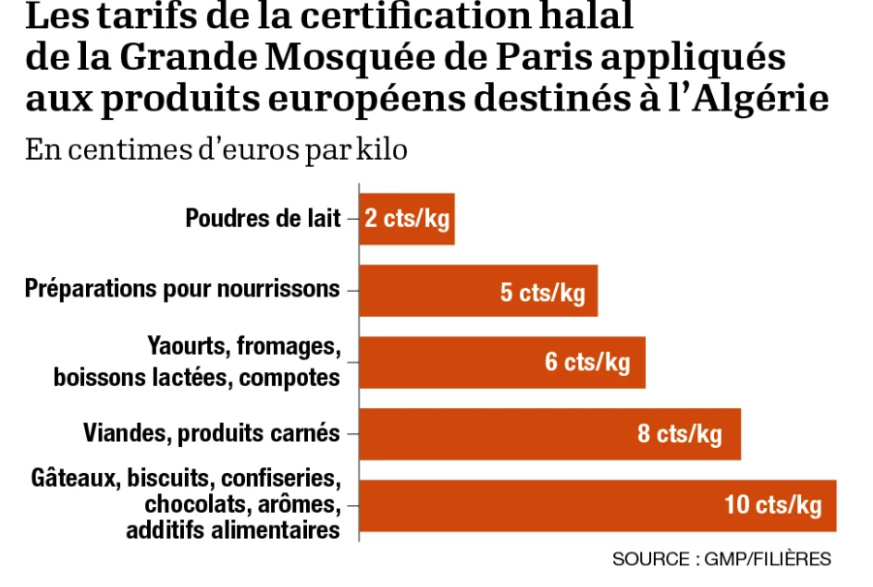 Les tarifs de la certification halal
de la Grande Mosquée de Paris appliqués
aux produits européens destinés à l’Algérie
En centimes d’euros par kilo
Poudres de lait 2 cts/kg
Préparations pour nourrissons 5 cts/kg
Yaourts, fromages,
boissons lactées, compotes 6 cts/kg
Viandes, produits carnés 8 cts/kg
Gâteaux, biscuits, confiseries,
chocolats, arômes,
additifs alimentaires 10 cts/kg
SOURCE : GMP/FILIÈRES